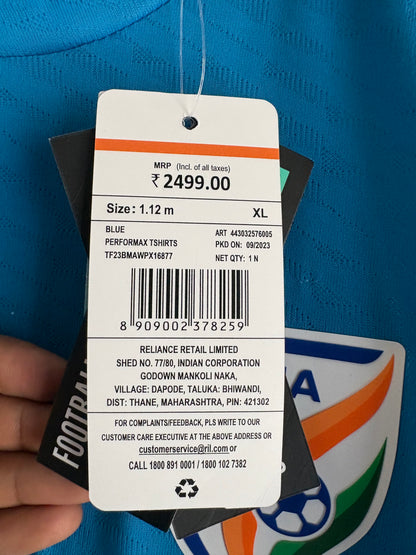 MRP (Incl. of all taxes)
₹ 2499.00
Size: 1.12 m XL
BLUE ART 443032576005
PERFORMAX TSHIRTS PKD ON: 09/2023
TF23BMAWPX16877 NET QTY: 1 N
8 909002 378259
RELIANCE RETAIL LIMITED
SHED NO. 77/80, INDIAN CORPORATION
GODOWN MANKOLI NAKA,
VILLAGE: DAPODE, TALUKA: BHIWANDI,
DIST: THANE, MAHARASHTRA, PIN: 421302
FOR COMPLAINTS/FEEDBACK, PLS WRITE TO OUR
CUSTOMER CARE EXECUTIVE AT THE ABOVE ADDRESS OR
customerservice@ril.com or
CALL 1800 891 0001 / 1800 102 7382
FOOTBALL